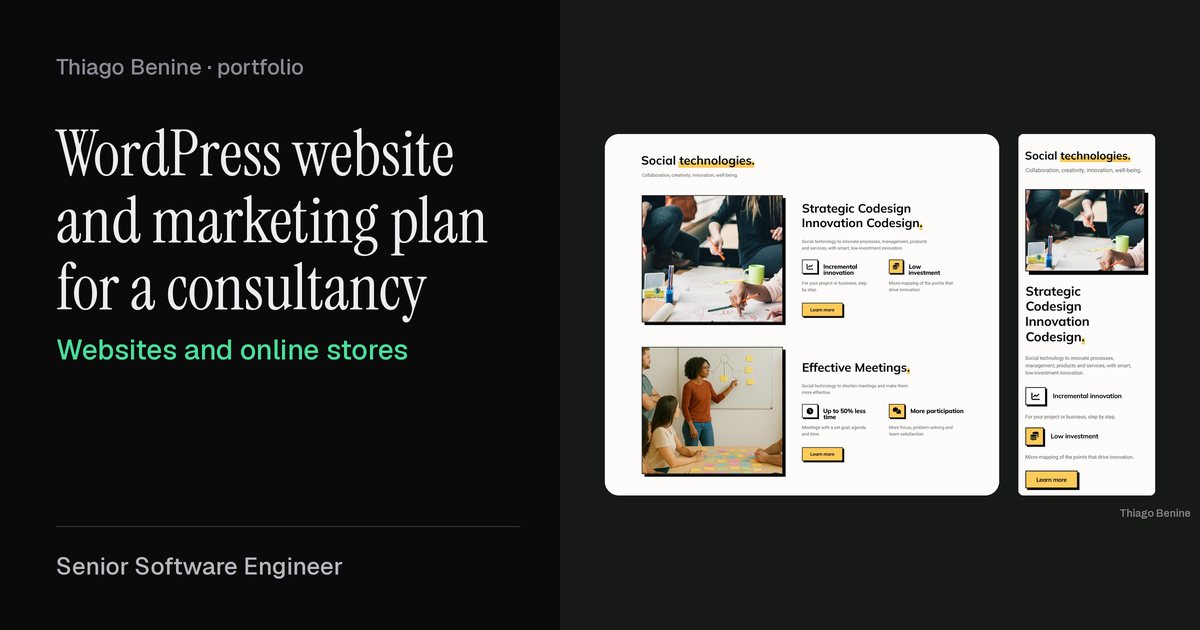 Thiago Benine · portfolio
WordPress website
and marketing plan
for a consultancy
Websites and online stores
Senior Software Engineer
Social technologies.
Collaboration, creativity, innovation, well-being.
Strategic Codesign
Innovation Codesign.
Social technology to innovate processes, management, products
and services, with smart, low-investment innovation.
Incremental
innovation
For your project or business, step
by step.
Low
investment
Micro-mapping of the points that
drive innovation.
Learn more
Effective Meetings.
Social technology to shorten meetings and make them
more effective.
Up to 50% less
time
Meetings with a set goal, agenda
and time.
More participation
More focus, problem-solving and
team satisfaction.
Learn more
Social technologies.
Collaboration, creativity, innovation, well-being.
Strategic
Codesign
Innovation
Codesign.
Social technology to innovate processes,
management, products and services, with smart,
low-investment innovation.
Incremental innovation
For your project or business, step by step.
Low investment
Micro-mapping of the points that drive innovation.
Learn more
Thiago Benine